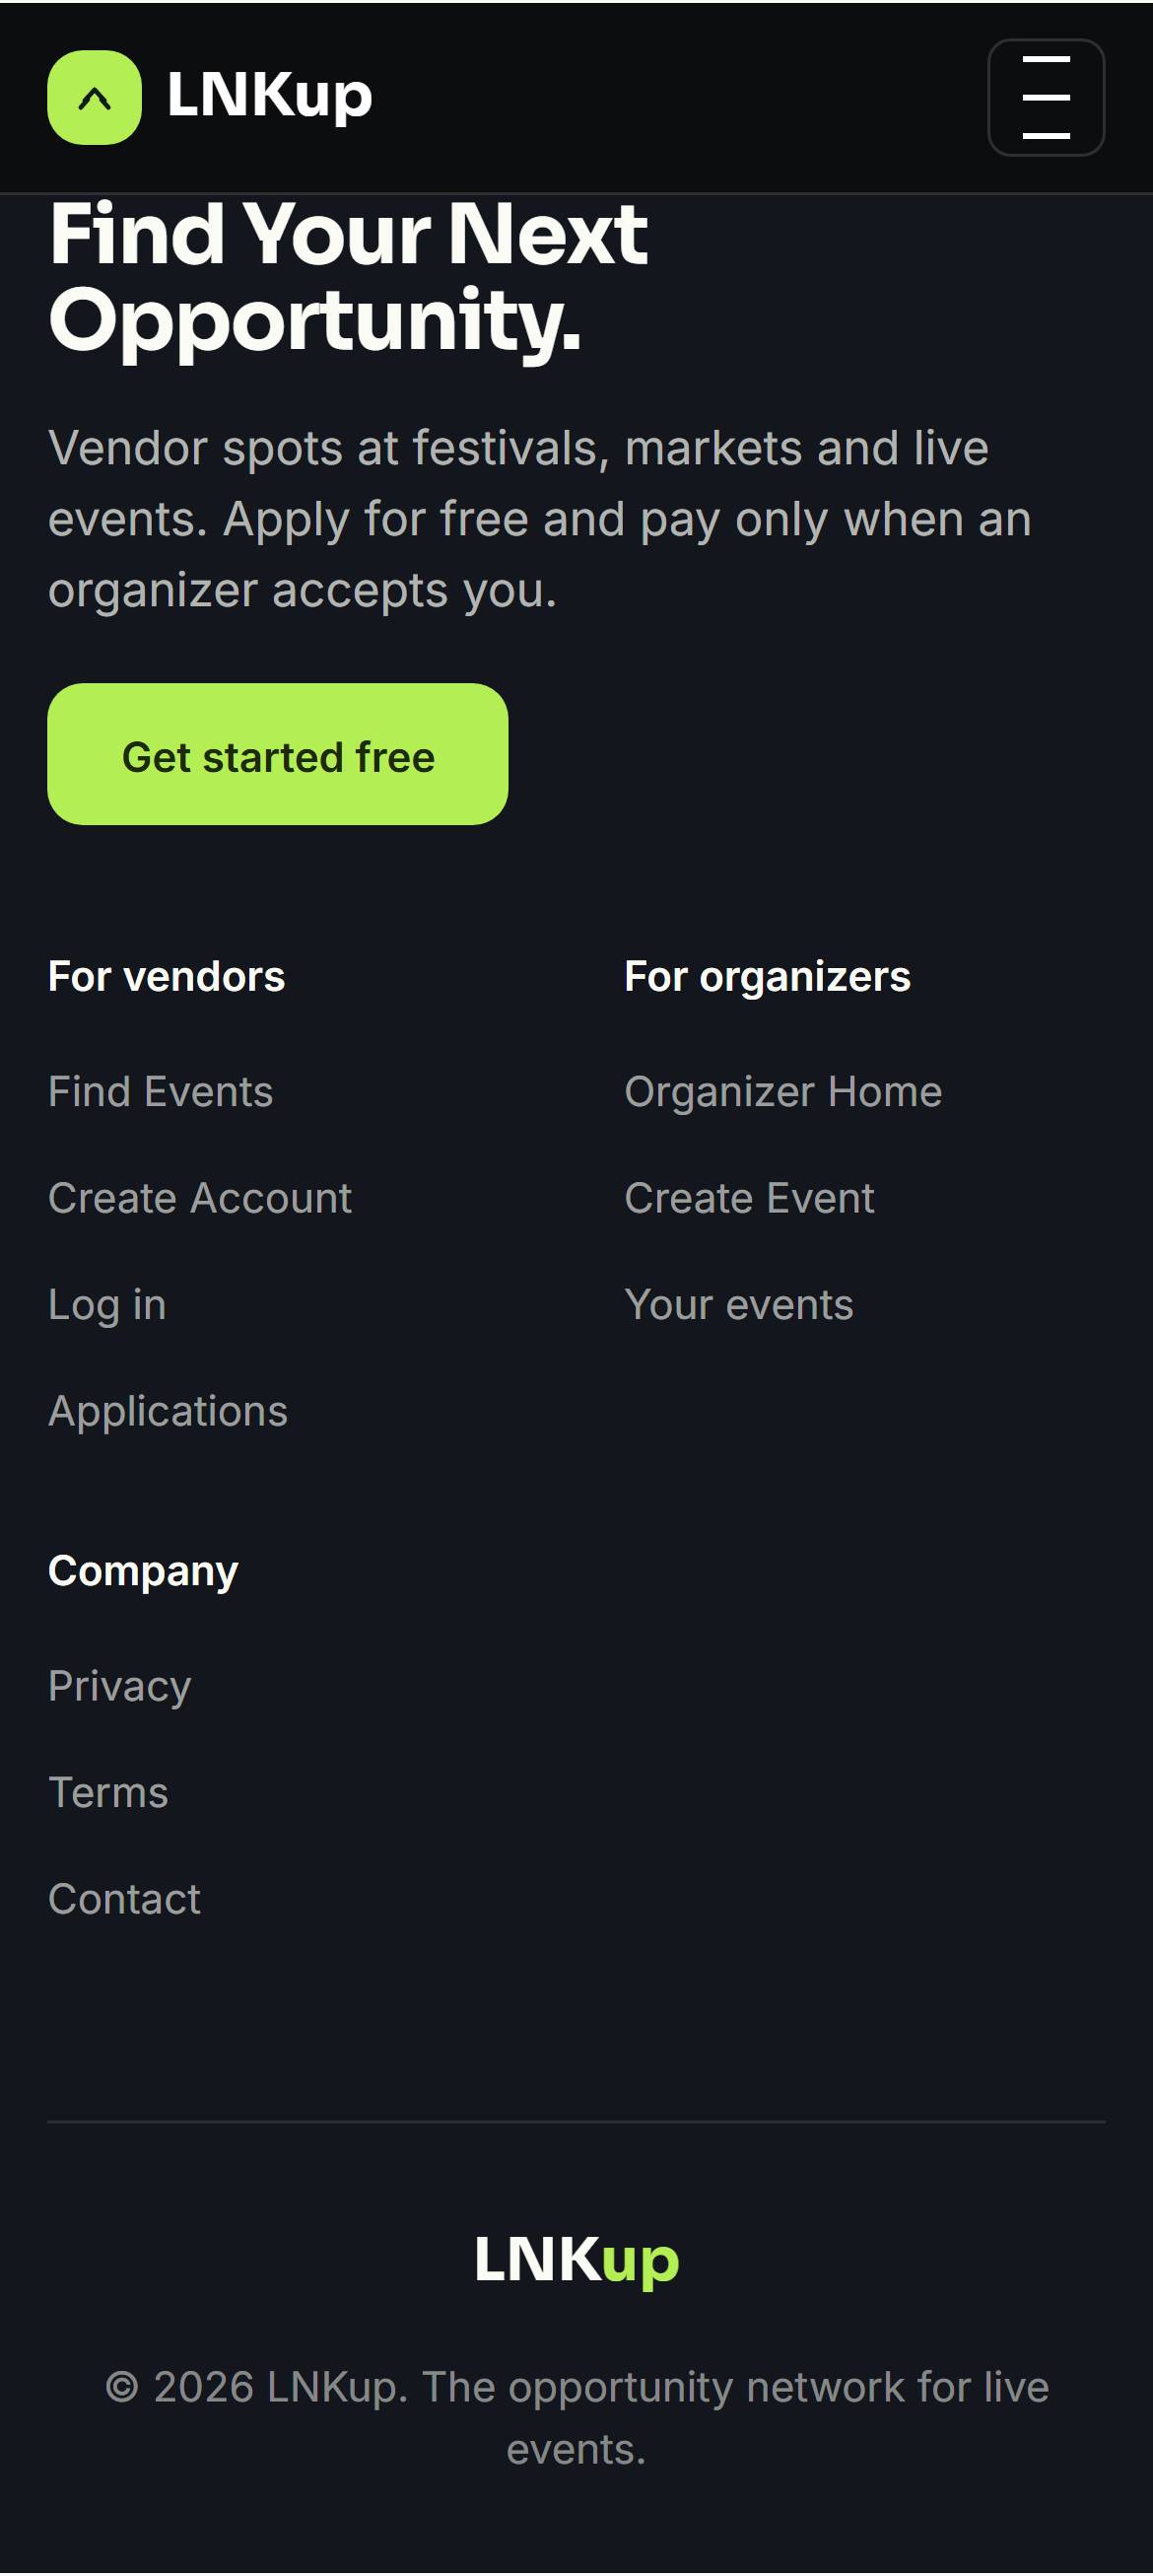 LNKup
Find Your Next
Opportunity.
Vendor spots at festivals, markets and live
events. Apply for free and pay only when an
organizer accepts you.
Get started free
For vendors
Find Events
Create Account
Log in
Applications
For organizers
Organizer Home
Create Event
Your events
Company
Privacy
Terms
Contact
LNKup
© 2026 LNKup. The opportunity network for live
events.